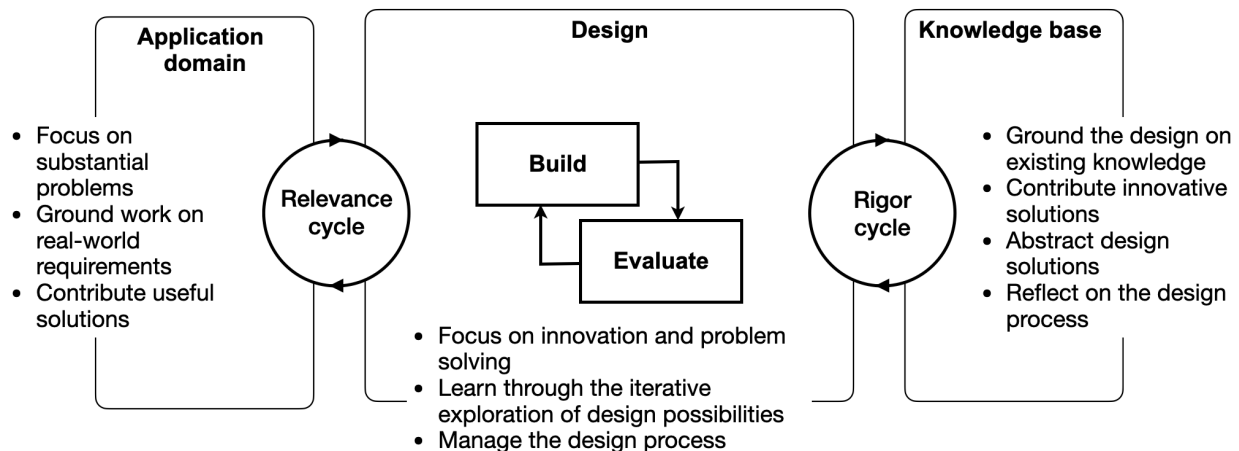 Application
domain
• Focus on
substantial
problems
• Ground work on
real-world
requirements
• Contribute useful
solutions
Relevance
cycle
Design
Build
Evaluate
• Focus on innovation and problem
solving
• Learn through the iterative
exploration of design possibilities
• Manage the design process
Rigor
cycle
Knowledge base
• Ground the design on
existing knowledge
• Contribute innovative
solutions
• Abstract design
solutions
• Reflect on the design
process